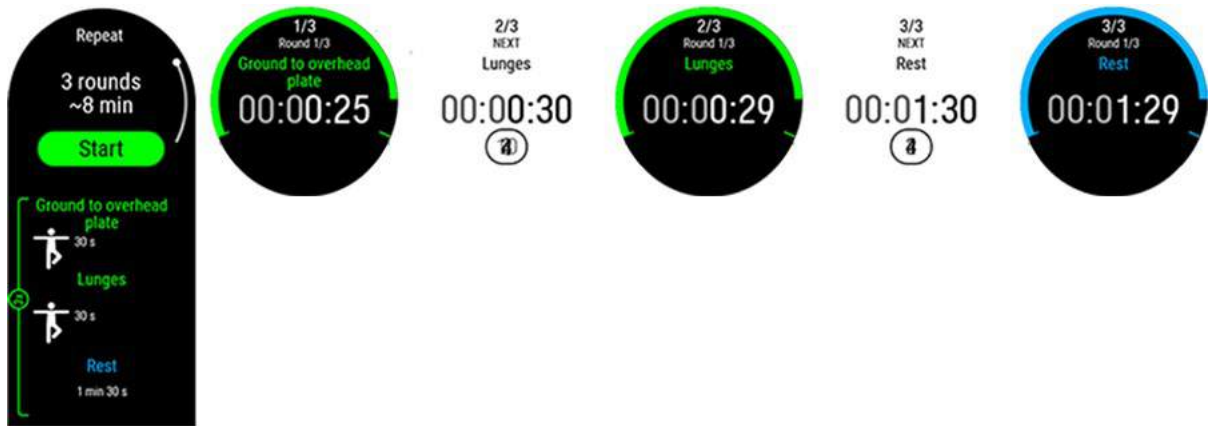 Repeat
3 rounds
~8 min
Start
Ground to overhead
plate
30 s
Lunges
30 s
Rest
1 min 30 s
1/3
Round 1/3
Ground to overhead
plate
00:00:25
2/3
NEXT
Lunges
00:00:30
2/3
Round 1/3
Lunges
00:00:29
3/3
NEXT
Rest
00:01:30
3/3
Round 1/3
Rest
00:01:29